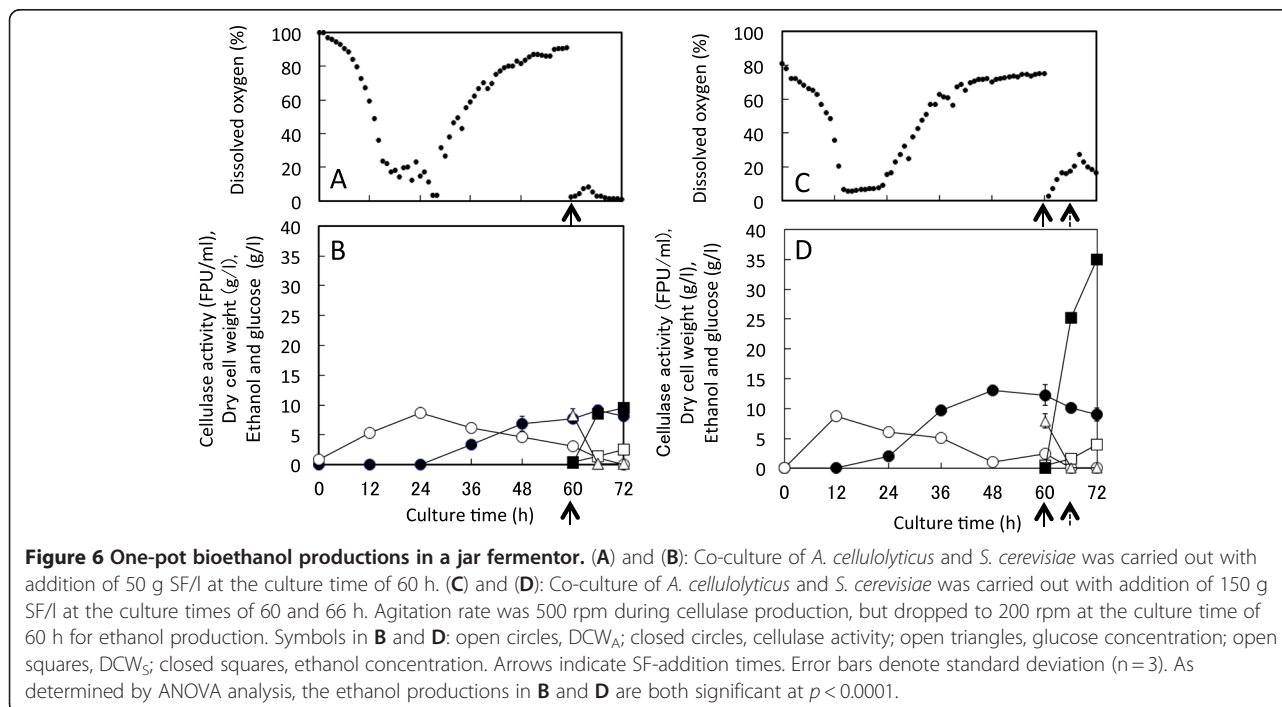 100
80
60
40
20
0
Dissolved oxygen (%)
A
100
80
60
40
20
0
Dissolved oxygen (%)
C
40
35
30
25
20
15
10
5
0
Cellulase activity (FPU/ml),
Dry cell weight (g/l),
Ethanol and glucose (g/l)
B
0 12 24 36 48 60 72
Culture time (h)
40
35
30
25
20
15
10
5
0
Cellulase activity (FPU/ml),
Dry cell weight (g/l),
Ethanol and glucose (g/l)
D
0 12 24 36 48 60 72
Culture time (h)
Figure 6 One-pot bioethanol productions in a jar fermentor. (A) and (B): Co-culture of A. cellulolyticus and S. cerevisiae was carried out with
addition of 50 g SF/l at the culture time of 60 h. (C) and (D): Co-culture of A. cellulolyticus and S. cerevisiae was carried out with addition of 150 g
SF/l at the culture times of 60 and 66 h. Agitation rate was 500 rpm during cellulase production, but dropped to 200 rpm at the culture time of
60 h for ethanol production. Symbols in B and D: open circles, DCWA; closed circles, cellulase activity; open triangles, glucose concentration; open
squares, DCWS; closed squares, ethanol concentration. Arrows indicate SF-addition times. Error bars denote standard deviation (n = 3). As
determined by ANOVA analysis, the ethanol productions in B and D are both significant at p < 0.0001.